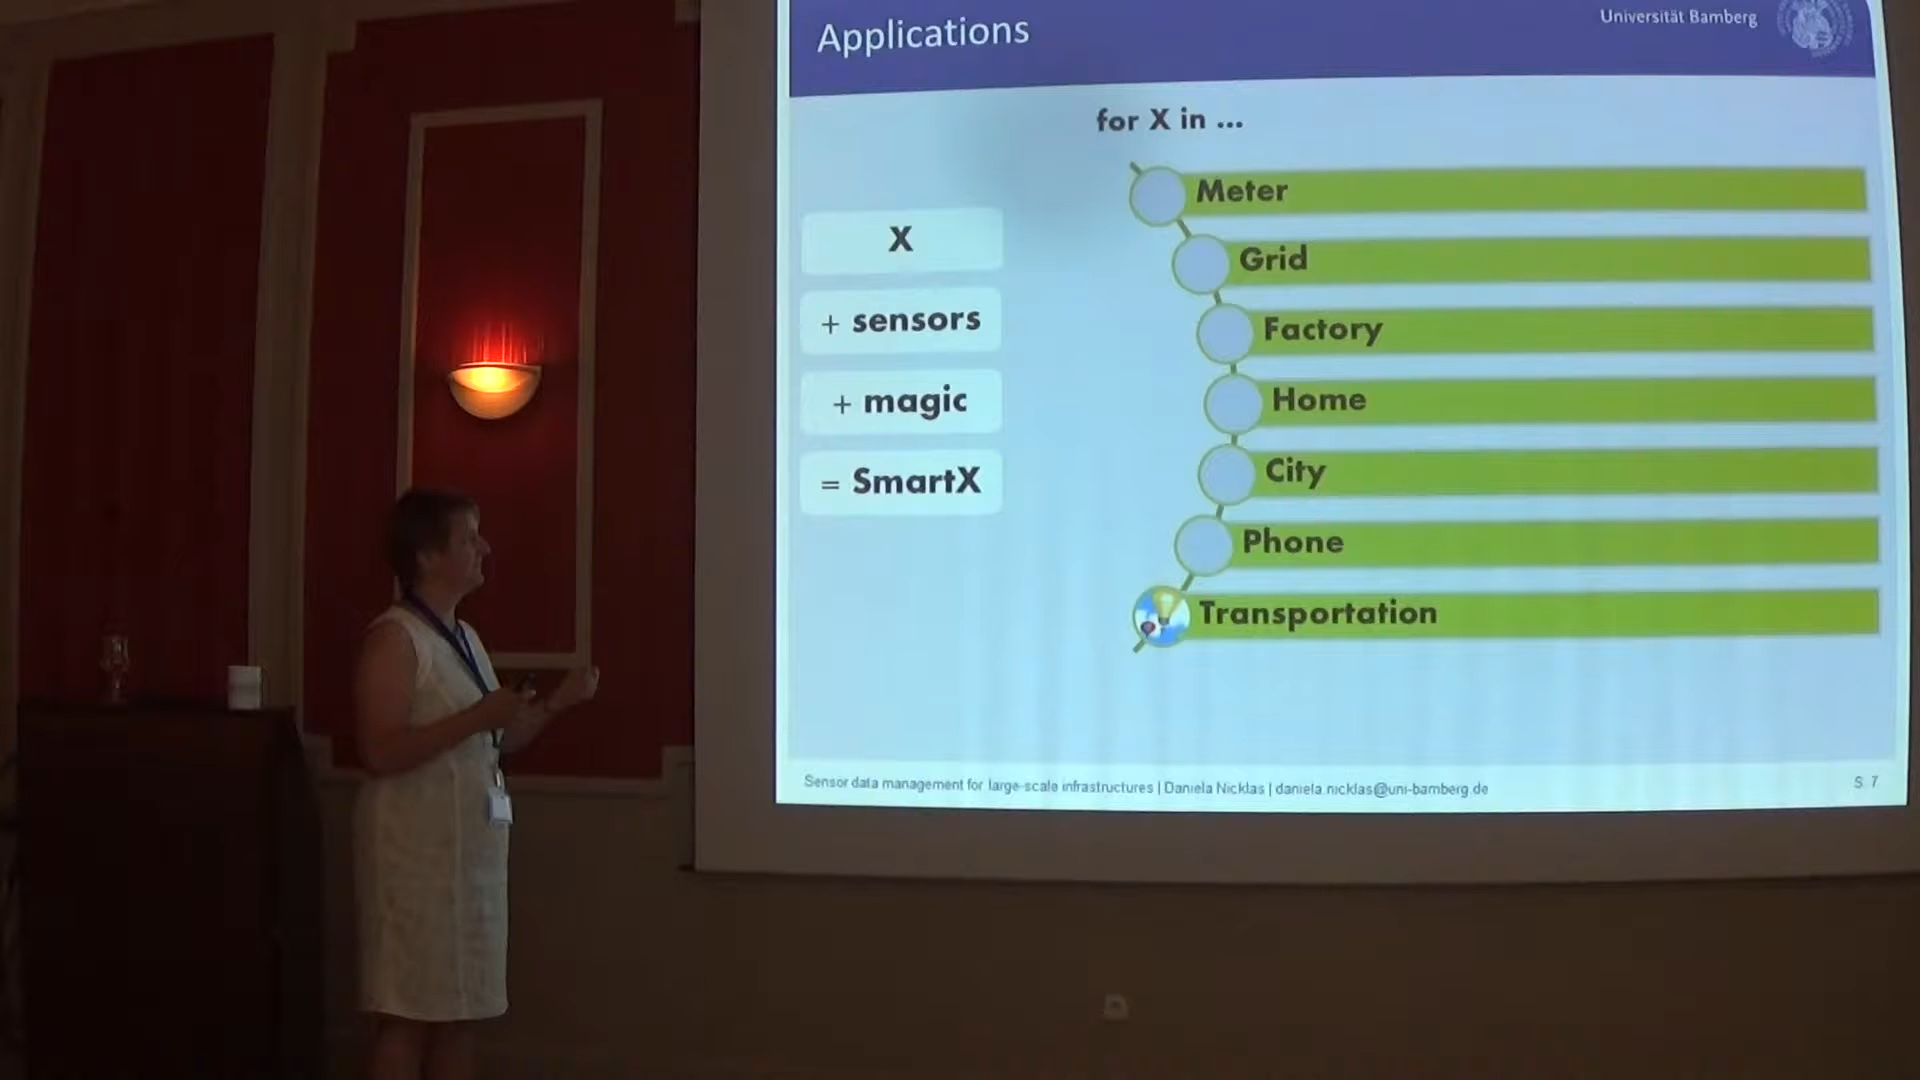 Applications
Universität Bamberg
for X in ...
X
+ sensors
+ magic
= SmartX
Meter
Grid
Factory
Home
City
Phone
Transportation
Sensor data management for large-scale infrastructures | Daniela Nicklas | daniela.nicklas@uni-bamberg.de
S 7